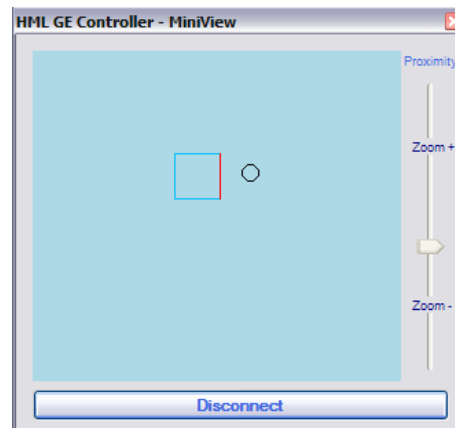 HML GE Controller - MiniView
Proximity
Zoom +
Zoom -
Disconnect